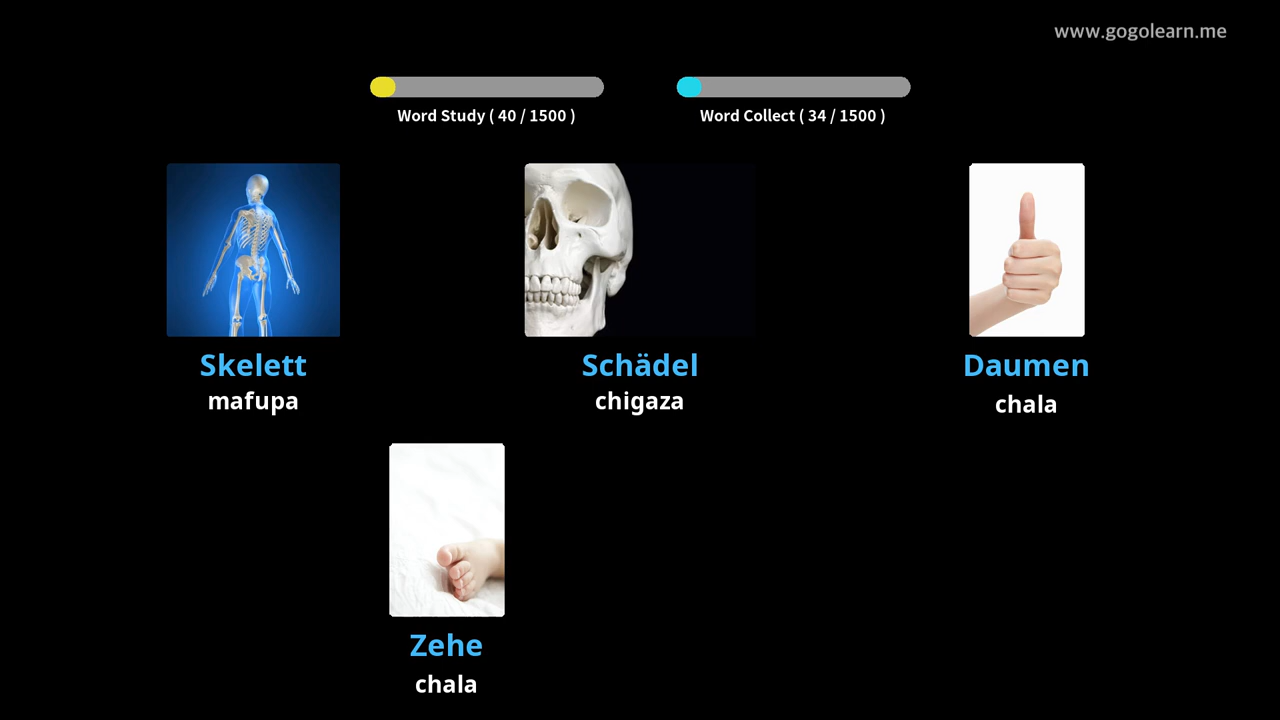 www.gogolearn.me
Word Study ( 40 / 1500 )
Word Collect ( 34 / 1500 )
Skelett
mafupa
Schädel
chigaza
Daumen
chala
Zehe
chala